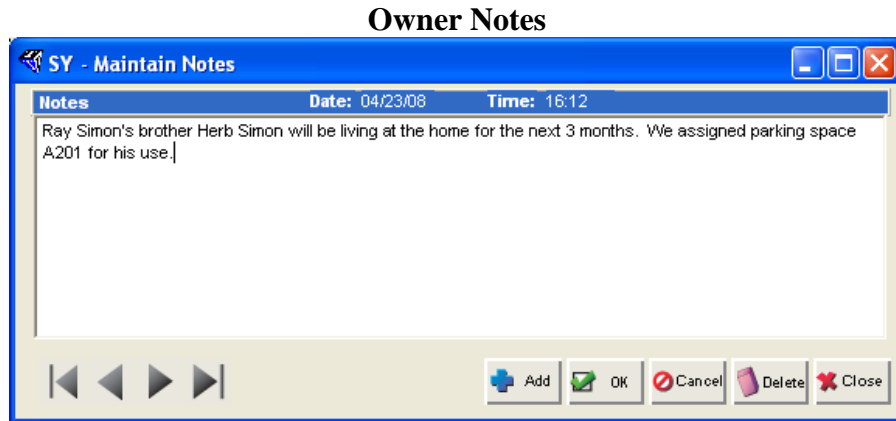 Owner Notes
SY - Maintain Notes
Notes Date: 04/23/08 Time: 16:12
Ray Simon's brother Herb Simon will be living at the home for the next 3 months. We assigned parking space
A201 for his use.
Add OK Cancel Delete Close